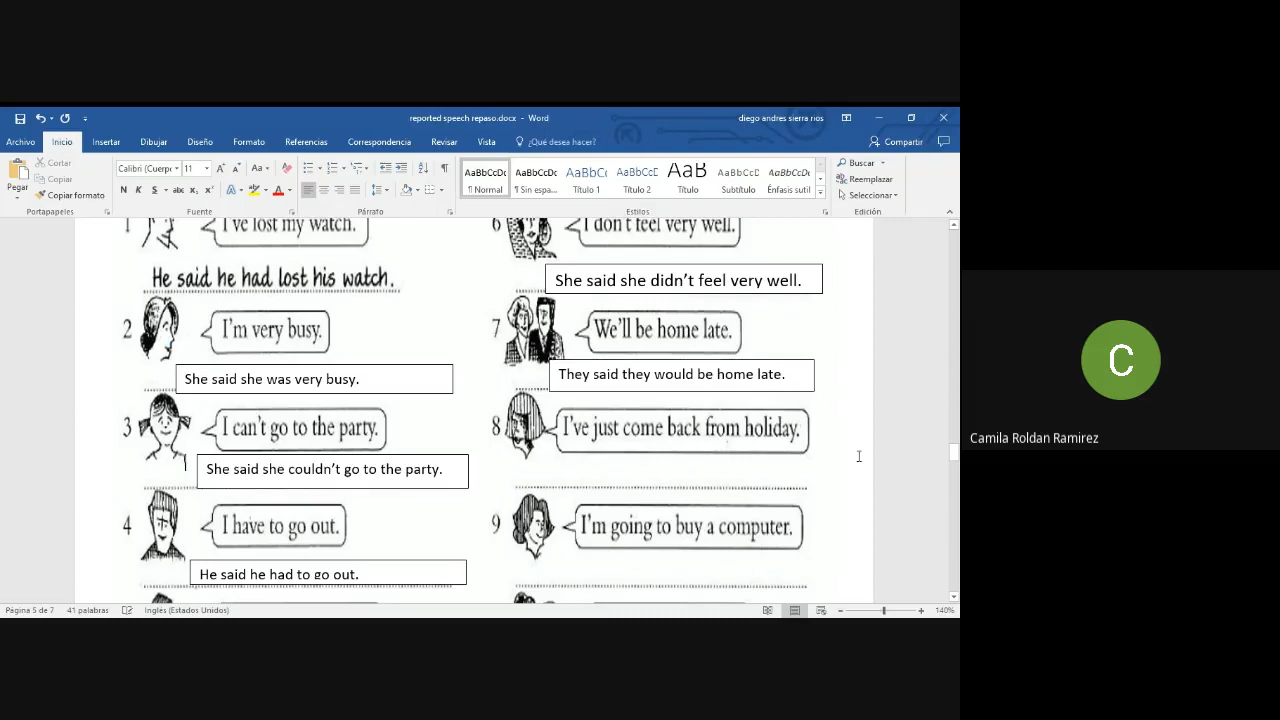 reported speech repaso.docx - Word
diego andres sierra rios
Archivo Inicio Insertar Dibujar Diseño Formato Referencias Correspondencia Revisar Vista ¿Qué desea hacer? Compartir
Pegar
Cortar
Copiar
Copiar formato
Portapapeles
Calibri (Cuerpo 11
N K S abc x₂ x²
Fuente
Párrafo
AaBbCcDc AaBbCcDc AaBbC AaBbCcC AaB AaBbCcD AaBbCcDc
¶ Normal ¶ Sin espa... Título 1 Título 2 Título Subtítulo Énfasis sutil
Estilos
Buscar
Reemplazar
Seleccionar
Edición
1 I've lost my watch.
He said he had lost his watch.
2 I'm very busy.
She said she was very busy.
3 I can't go to the party.
She said she couldn't go to the party.
4 I have to go out.
He said he had to go out.
6 I don't feel very well.
She said she didn't feel very well.
7 We'll be home late.
They said they would be home late.
8 I've just come back from holiday.
9 I'm going to buy a computer.
Página 5 de 7 41 palabras Inglés (Estados Unidos) 140%
C
Camila Roldan Ramirez